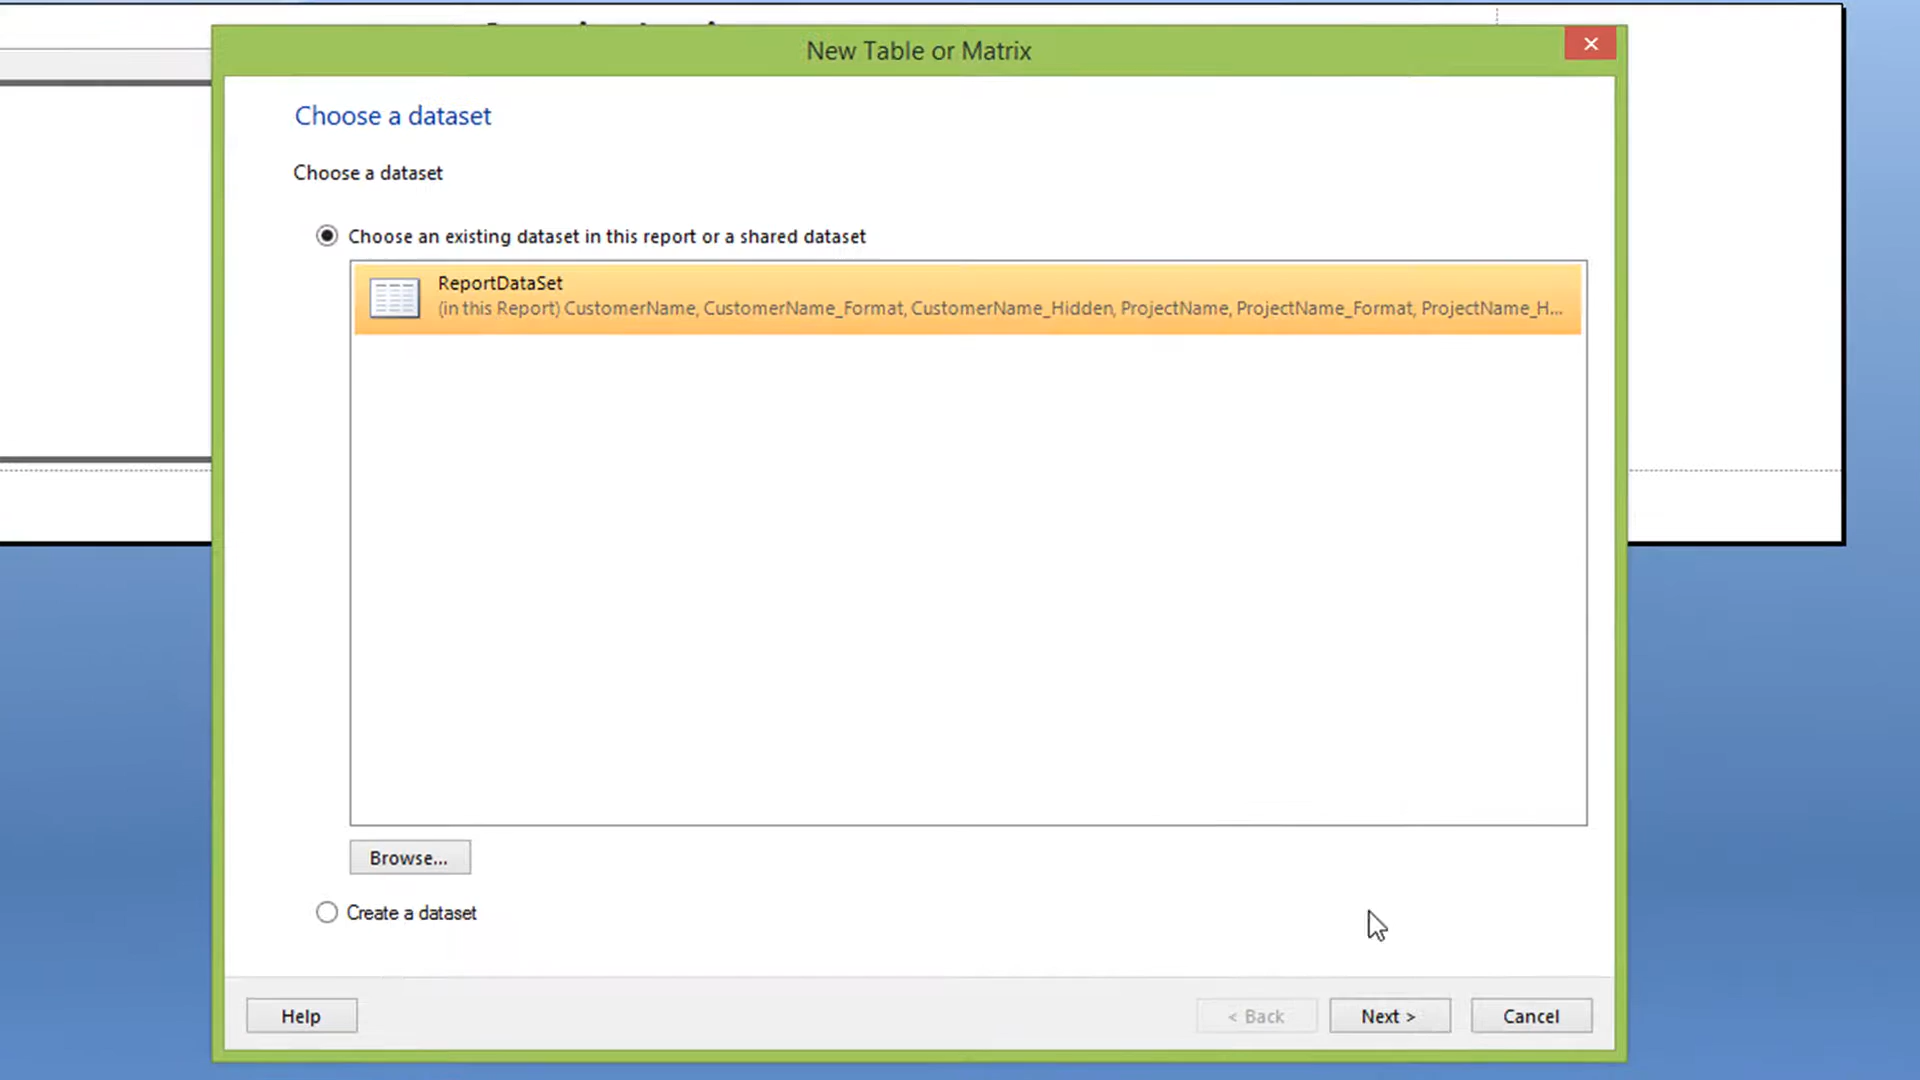 New Table or Matrix
Choose a dataset
Choose a dataset
Choose an existing dataset in this report or a shared dataset
ReportDataSet
(in this Report) CustomerName, CustomerName_Format, CustomerName_Hidden, ProjectName, ProjectName_Format, ProjectName_H...
Browse...
Create a dataset
Help
< Back
Next >
Cancel